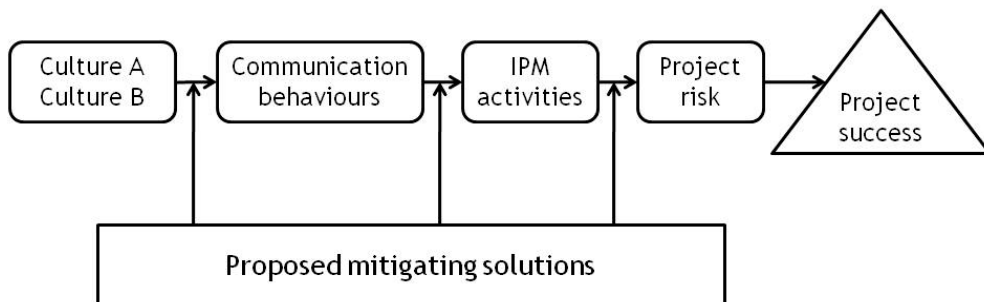 Culture A
Culture B
Communication
behaviours
IPM
activities
Project
risk
Project
success
Proposed mitigating solutions